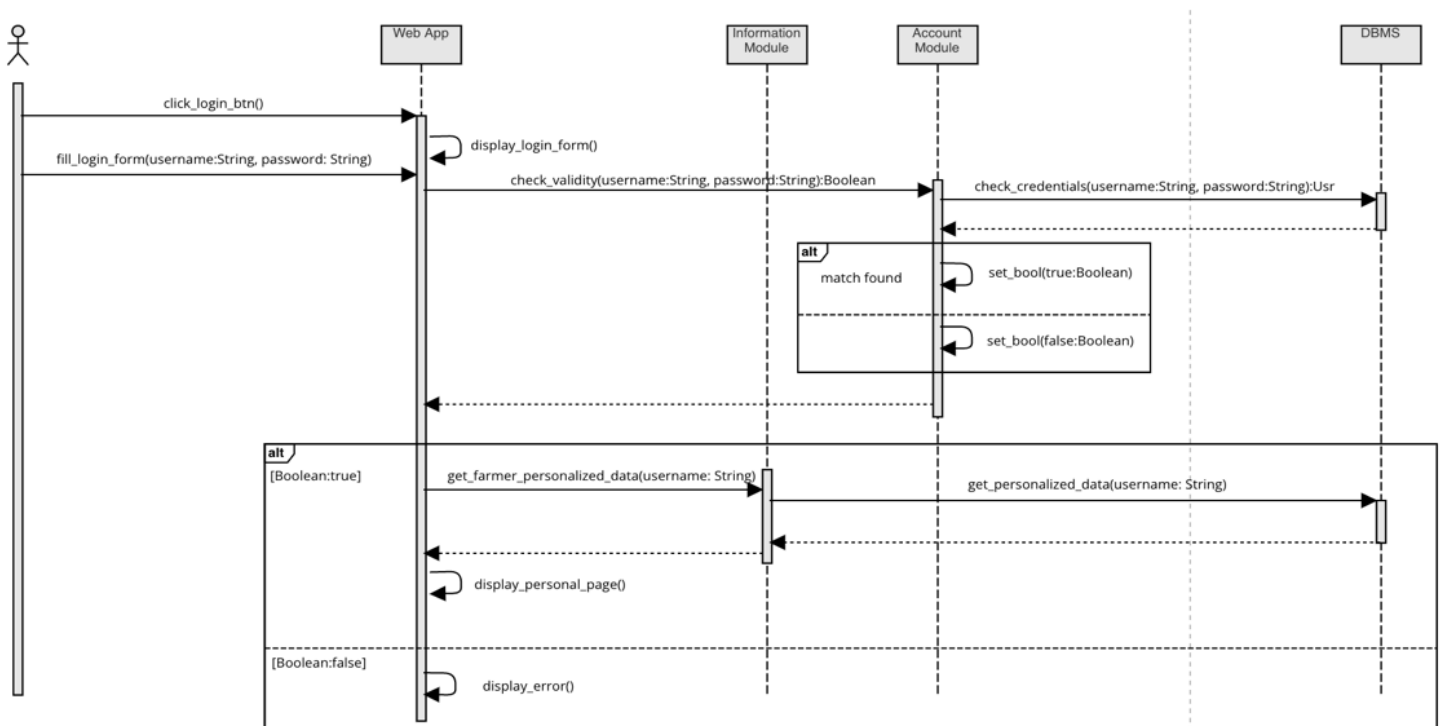 Web App
Information
Module
Account
Module
DBMS
click_login_btn()
display_login_form()
fill_login_form(username:String, password: String)
check_validity(username:String, password:String):Boolean
check_credentials(username:String, password:String):Usr
alt
match found
set_bool(true:Boolean)
set_bool(false:Boolean)
alt
[Boolean:true]
get_farmer_personalized_data(username: String)
get_personalized_data(username: String)
display_personal_page()
[Boolean:false]
display_error()